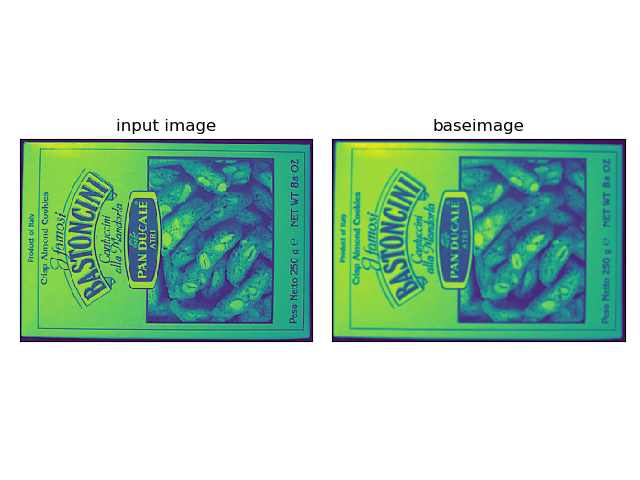 input image
baseimage
Product of Italy
Crisp Almond Cookies
I famosi
BASTONCINI
Cantuccini
alla Mandorla
PAN DUCALE
ATRI
Peso Netto 250 g e NET WT 8.8 OZ
Product of Italy
Crisp Almond Cookies
I famosi
BASTONCINI
Cantuccini
alla Mandorla
PAN DUCALE
ATRI
Peso Netto 250 g e NET WT 8.8 OZ